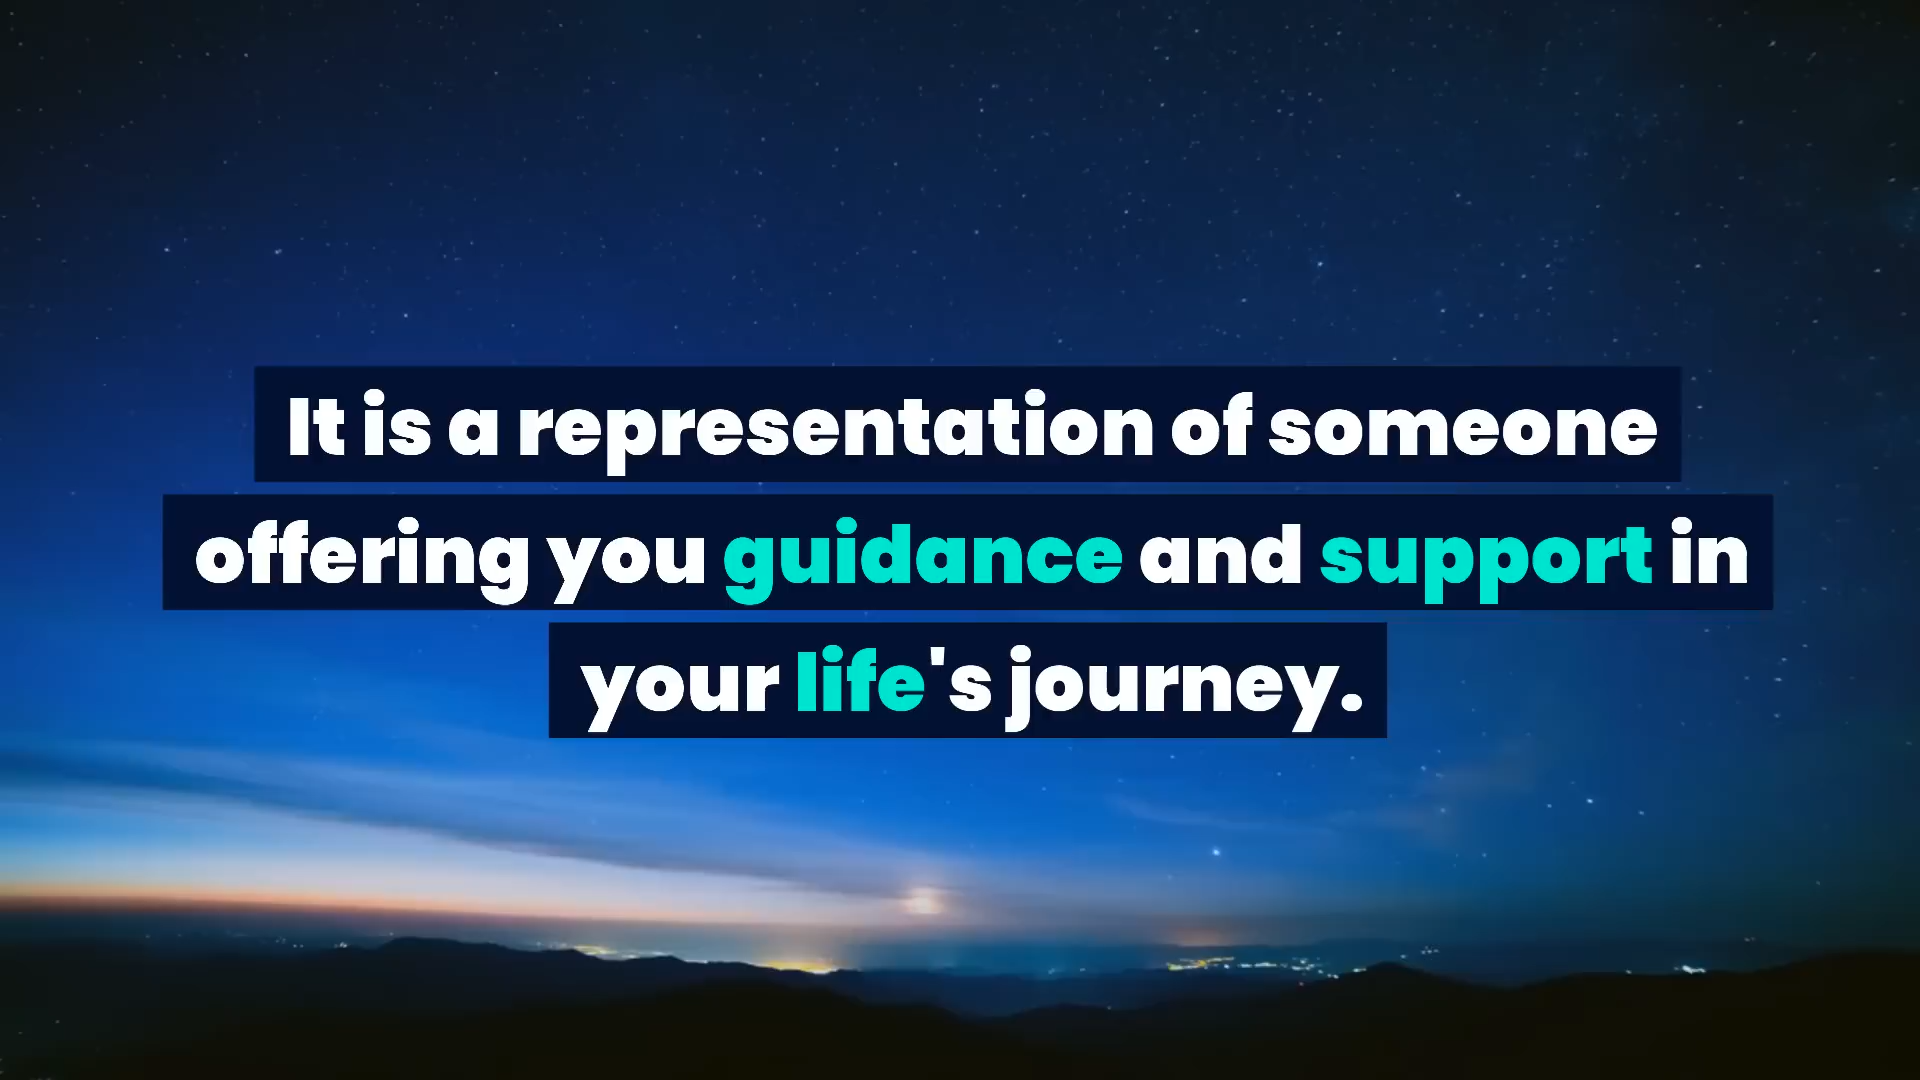 It is a representation of someone
offering you guidance and support in
your life's journey.